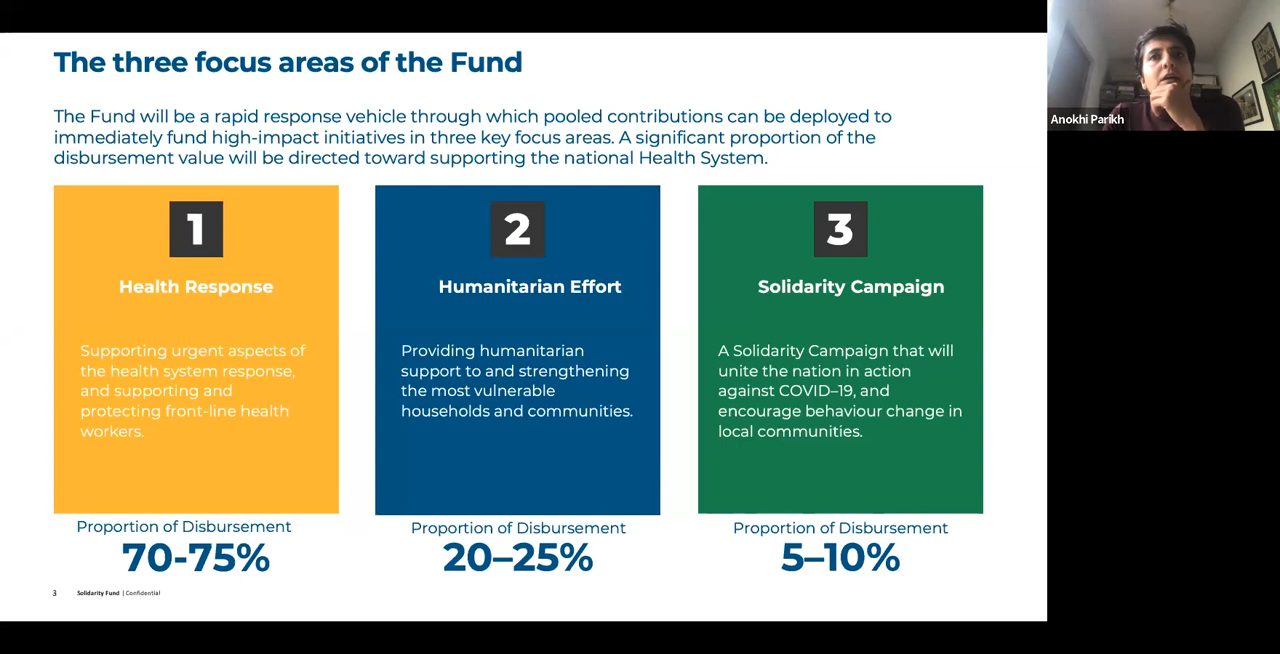 The three focus areas of the Fund
The Fund will be a rapid response vehicle through which pooled contributions can be deployed to
immediately fund high-impact initiatives in three key focus areas. A significant proportion of the
disbursement value will be directed toward supporting the national Health System.
1
Health Response
Supporting urgent aspects of
the health system response,
and supporting and
protecting front-line health
workers.
Proportion of Disbursement
70-75%
2
Humanitarian Effort
Providing humanitarian
support to and strengthening
the most vulnerable
households and communities.
Proportion of Disbursement
20–25%
3
Solidarity Campaign
A Solidarity Campaign that will
unite the nation in action
against COVID–19, and
encourage behaviour change in
local communities.
Proportion of Disbursement
5–10%
3 Solidarity Fund | Confidential
Anokhi Parikh